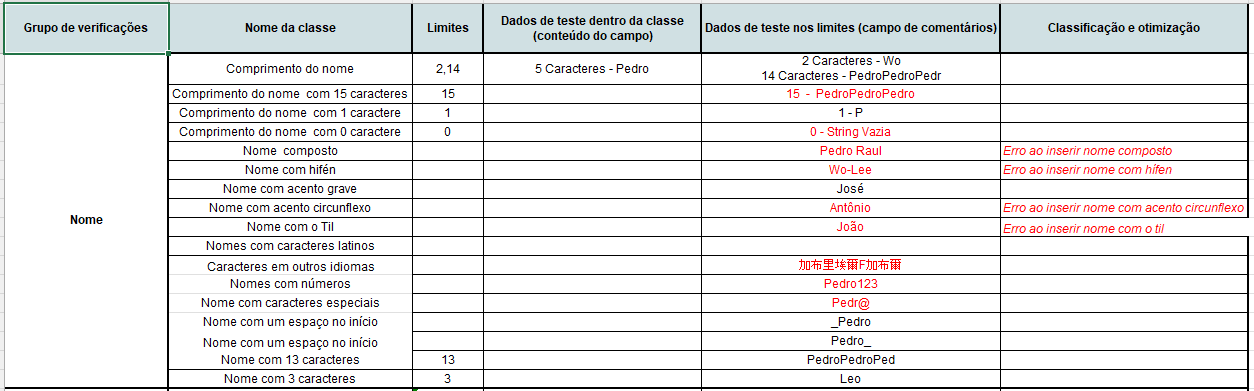 Grupo de verificações Nome da classe Limites Dados de teste dentro da classe (conteúdo do campo) Dados de teste nos limites (campo de comentários) Classificação e otimização
Nome
Comprimento do nome 2,14 5 Caracteres - Pedro 2 Caracteres - Wo
14 Caracteres - PedroPedroPedr
Comprimento do nome com 15 caracteres 15 15 - PedroPedroPedro
Comprimento do nome com 1 caractere 1 1 - P
Comprimento do nome com 0 caractere 0 0 - String Vazia
Nome composto Pedro Raul Erro ao inserir nome composto
Nome com hifén Wo-Lee Erro ao inserir nome com hífen
Nome com acento grave José
Nome com acento circunflexo Antônio Erro ao inserir nome com acento circunflexo
Nome com o Til João Erro ao inserir nome com o til
Nomes com caracteres latinos
Caracteres em outros idiomas 加布里埃爾F加布爾
Nomes com números Pedro123
Nome com caracteres especiais Pedr@
Nome com um espaço no início _Pedro
Nome com um espaço no início Pedro_
Nome com 13 caracteres 13 PedroPedroPed
Nome com 3 caracteres 3 Leo